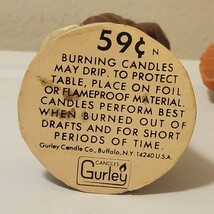 59¢ N
BURNING CANDLES
MAY DRIP. TO PROTECT
TABLE, PLACE ON FOIL
OR FLAMEPROOF MATERIAL.
CANDLES PERFORM BEST
WHEN BURNED OUT OF
DRAFTS AND FOR SHORT
PERIODS OF TIME.
Gurley Candle Co., Buffalo, N.Y. 14240 U.S.A.
CANDLES
Gurley